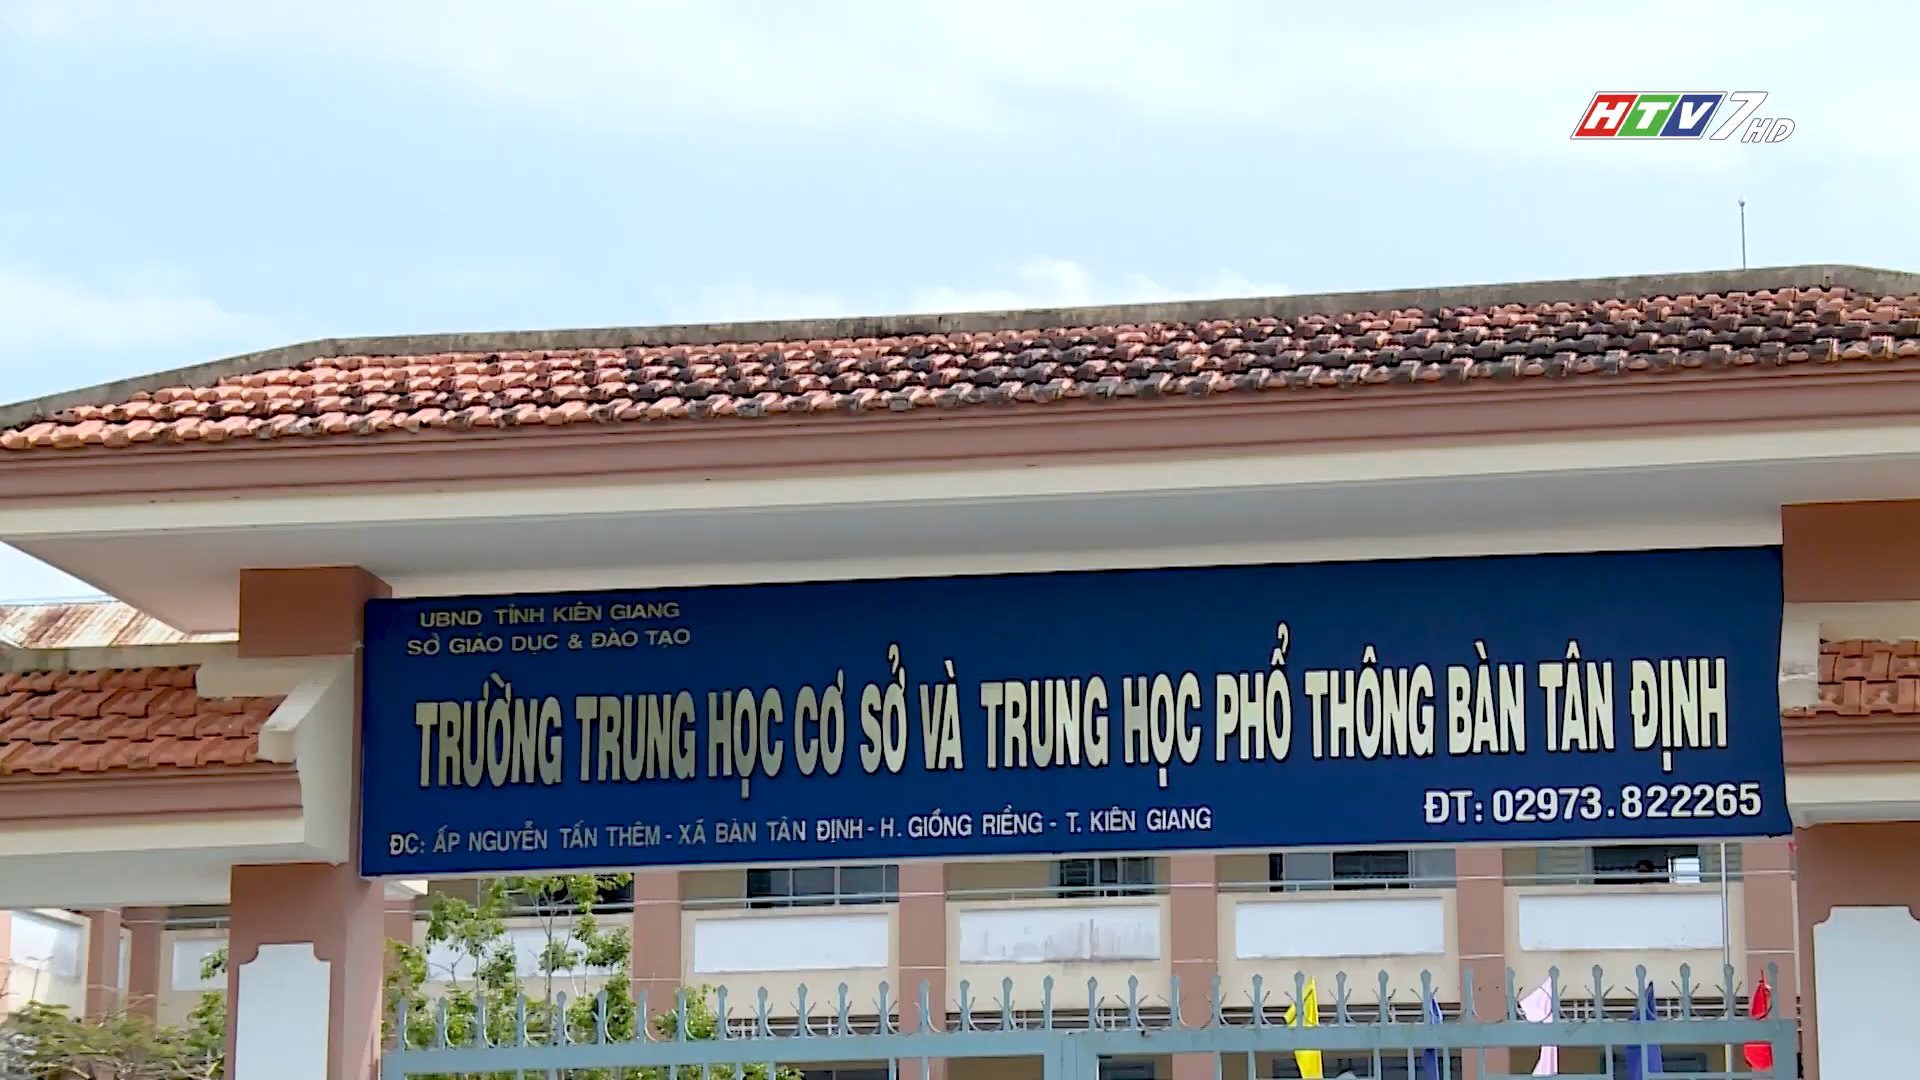 HTV7 HD
UBND TỈNH KIÊN GIANG
SỞ GIÁO DỤC & ĐÀO TẠO
TRƯỜNG TRUNG HỌC CƠ SỞ VÀ TRUNG HỌC PHỔ THÔNG BÀN TÂN ĐỊNH
ĐC: ẤP NGUYỄN TẤN THÊM - XÃ BÀN TÂN ĐỊNH - H. GIỒNG RIỀNG - T. KIÊN GIANG
ĐT: 02973.822265